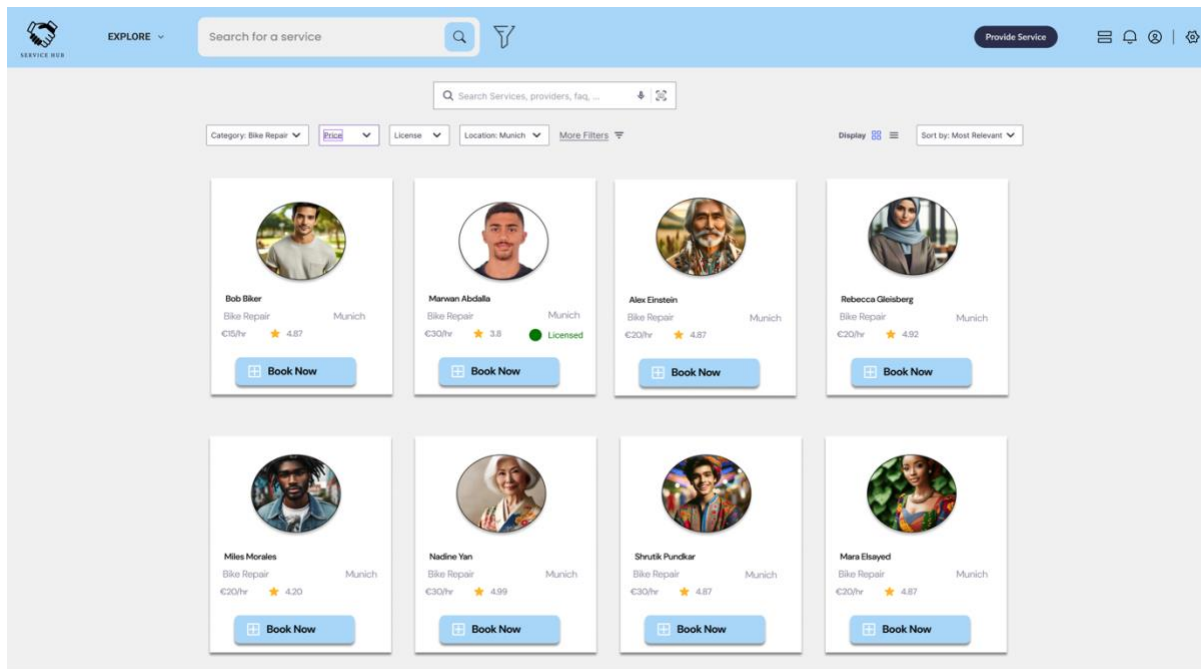 SERVICE HUB
EXPLORE
Search for a service
Provide Service
Search Services, providers, faq, ...
Category: Bike Repair
Price
License
Location: Munich
More Filters
Display
Sort by: Most Relevant
Bob Biker
Bike Repair Munich
€15/hr 4.87
Book Now
Marwan Abdalla
Bike Repair Munich
€30/hr 3.8 Licensed
Book Now
Alex Einstein
Bike Repair Munich
€20/hr 4.87
Book Now
Rebecca Gleisberg
Bike Repair Munich
€20/hr 4.92
Book Now
Miles Morales
Bike Repair Munich
€20/hr 4.20
Book Now
Nadine Yan
Bike Repair Munich
€30/hr 4.99
Book Now
Shrutik Pundkar
Bike Repair Munich
€30/hr 4.87
Book Now
Mara Elsayed
Bike Repair Munich
€20/hr 4.87
Book Now